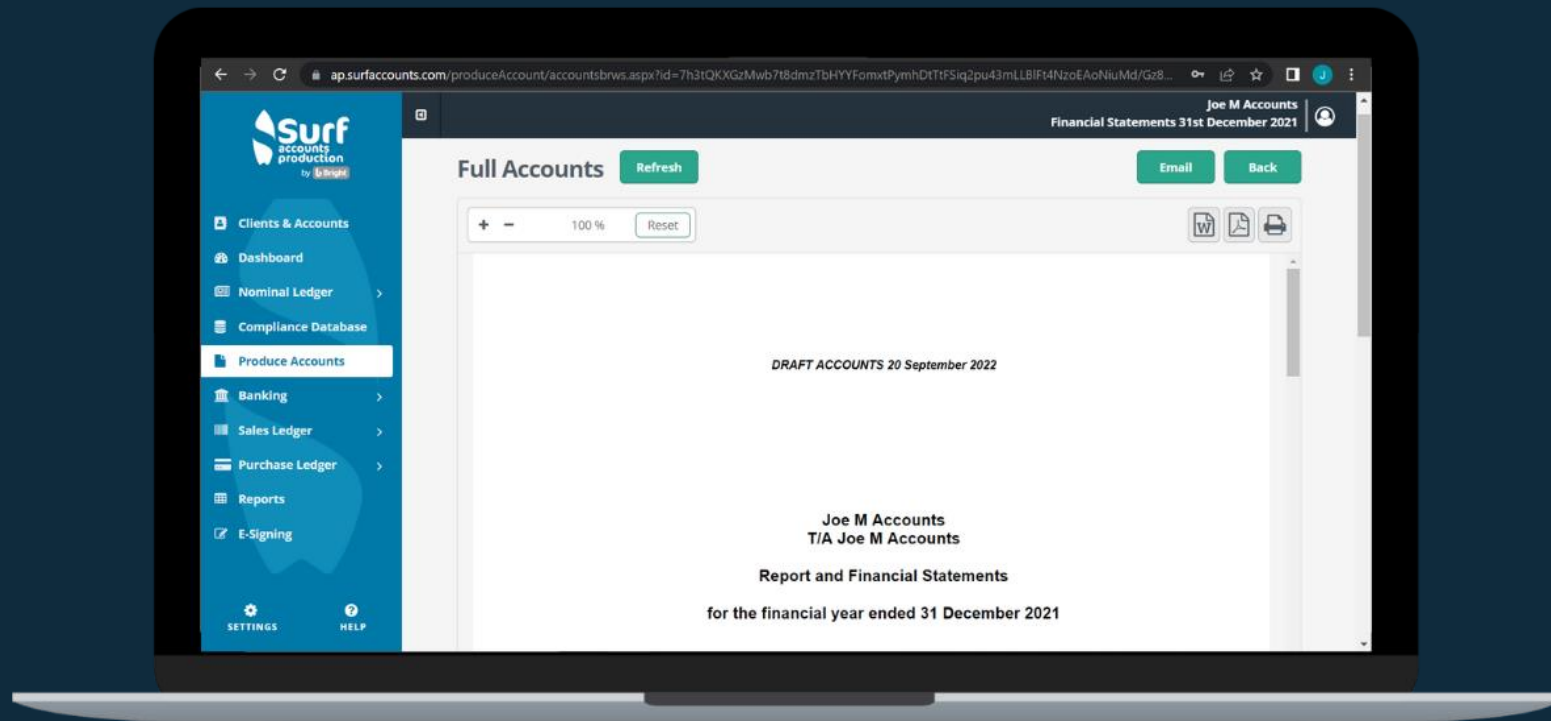 ap.surfaccounts.com/produceAccount/accountsbrws.aspx?id=7h3tQKXGzMwb7t8dmzTbHYYFomxtPymhDtTtFSiq2pu43mLLBlFt4NzoEAoNiuMd/Gz8...
J
Surf
accounts
production
by Bright
Joe M Accounts
Financial Statements 31st December 2021
Full Accounts
Refresh
Email
Back
Clients & Accounts
Dashboard
Nominal Ledger
Compliance Database
Produce Accounts
Banking
Sales Ledger
Purchase Ledger
Reports
E-Signing
SETTINGS
HELP
+ − 100 % Reset
DRAFT ACCOUNTS 20 September 2022
Joe M Accounts
T/A Joe M Accounts
Report and Financial Statements
for the financial year ended 31 December 2021